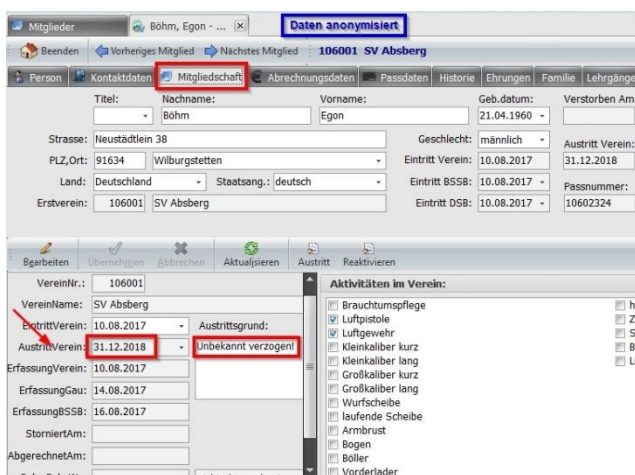 Mitglieder Böhm, Egon - ... Daten anonymisiert
Beenden Vorheriges Mitglied Nächstes Mitglied 106001 SV Absberg
Person Kontaktdaten Mitgliedschaft Abrechnungsdaten Passdaten Historie Ehrungen Familie Lehrgänge
Titel: Nachname: Vorname: Geb.datum: Verstorben Am
Böhm Egon 21.04.1960
Strasse: Neustädtlein 38 Geschlecht: männlich Austritt Verein:
PLZ,Ort: 91634 Wilburgstetten Eintritt Verein: 10.08.2017 31.12.2018
Land: Deutschland Staatsang.: deutsch Eintritt BSSB: 10.08.2017 Passnummer:
Erstverein: 106001 SV Absberg Eintritt DSB: 10.08.2017 10602324
Bearbeiten Übernehmen Abbrechen Aktualisieren Austritt Reaktivieren
VereinNr.: 106001 Aktivitäten im Verein:
VereinName: SV Absberg Brauchtumspflege h
EintrittVerein: 10.08.2017 Austrittsgrund: Luftpistole Z
AustrittVerein: 31.12.2018 Unbekannt verzogen! Luftgewehr S
Kleinkaliber kurz B
ErfassungVerein: 10.08.2017 Kleinkaliber lang
Großkaliber kurz
ErfassungGau: 14.08.2017 Großkaliber lang
Wurfscheibe
ErfassungBSSB: 16.08.2017 laufende Scheibe
StorniertAm: Armbrust
Bogen
AbgerechnetAm: Böller
Vorderlader